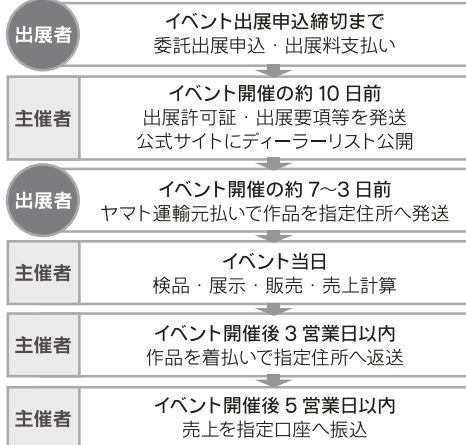 出展者
イベント出展申込締切まで
委託出展申込・出展料支払い
主催者
イベント開催の約 10 日前
出展許可証・出展要項等を発送
公式サイトにディーラーリスト公開
出展者
イベント開催の約 7〜3 日前
ヤマト運輸元払いで作品を指定住所へ発送
主催者
イベント当日
検品・展示・販売・売上計算
主催者
イベント開催後 3 営業日以内
作品を着払いで指定住所へ返送
主催者
イベント開催後 5 営業日以内
売上を指定口座へ振込